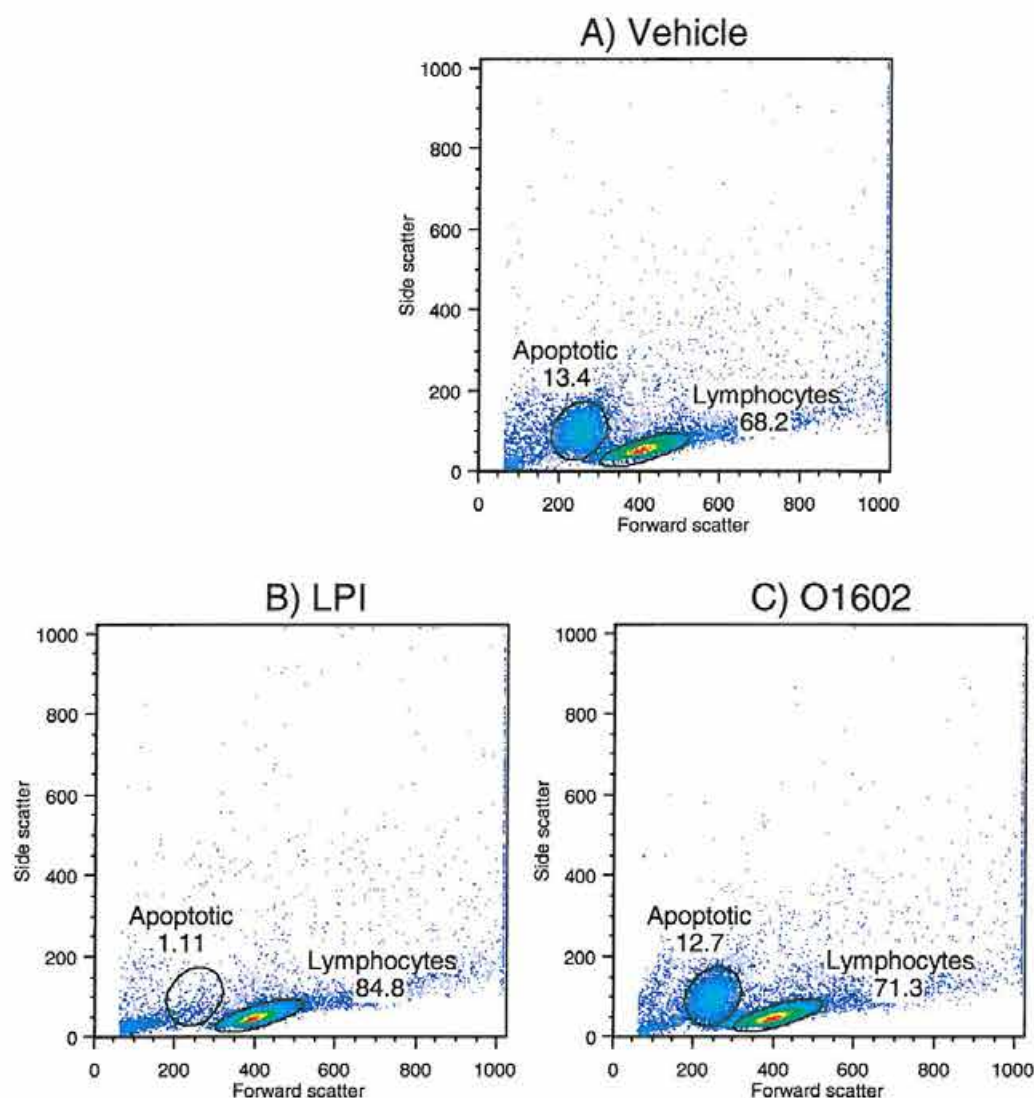 A) Vehicle
1000
800
600
400
200
0
Side scatter
Apoptotic
13.4
Lymphocytes
68.2
0 200 400 600 800 1000
Forward scatter
B) LPI
1000
800
600
400
200
0
Side scatter
Apoptotic
1.11
Lymphocytes
84.8
0 200 400 600 800 1000
Forward scatter
C) O1602
1000
800
600
400
200
0
Side scatter
Apoptotic
12.7
Lymphocytes
71.3
0 200 400 600 800 1000
Forward scatter